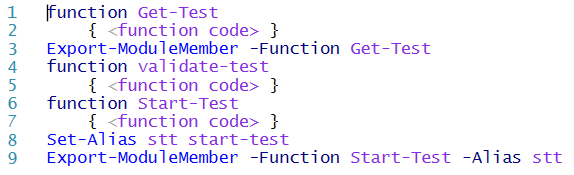 1 function Get-Test
2 { <function code> }
3 Export-ModuleMember -Function Get-Test
4 function validate-test
5 { <function code> }
6 function Start-Test
7 { <function code> }
8 Set-Alias stt start-test
9 Export-ModuleMember -Function Start-Test -Alias stt